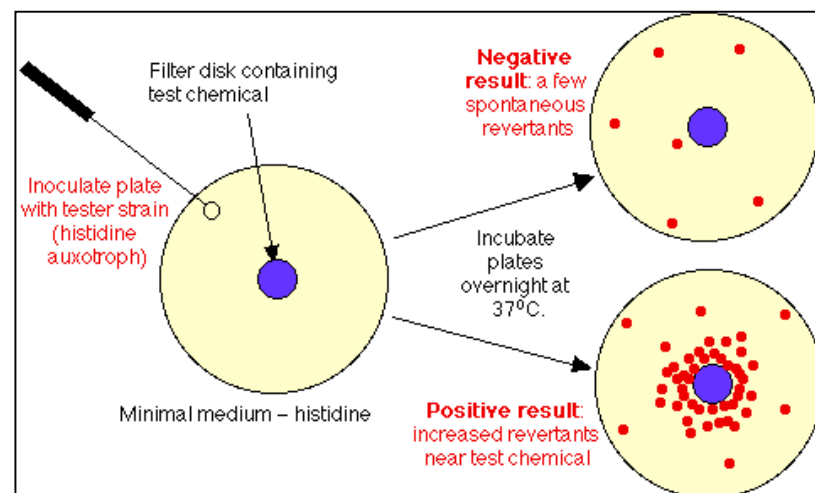 Filter disk containing
test chemical
Inoculate plate
with tester strain
(histidine
auxotroph)
Minimal medium – histidine
Incubate
plates
overnight at
37⁰C.
Negative
result: a few
spontaneous
revertants
Positive result:
increased revertants
near test chemical